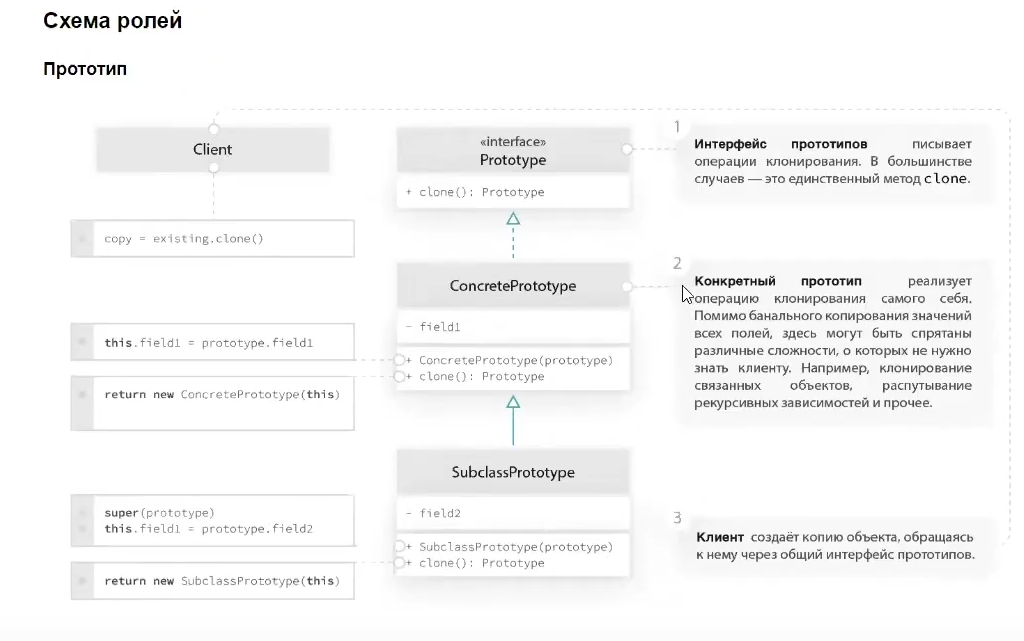 Схема ролей
Прототип
Client
copy = existing.clone()
this.field1 = prototype.field1
return new ConcretePrototype(this)
super(prototype)
this.field1 = prototype.field2
return new SubclassPrototype(this)
«interface»
Prototype
+ clone(): Prototype
ConcretePrototype
- field1
+ ConcretePrototype(prototype)
+ clone(): Prototype
SubclassPrototype
- field2
+ SubclassPrototype(prototype)
+ clone(): Prototype
1
Интерфейс прототипов писывает
операции клонирования. В большинстве
случаев — это единственный метод clone.
2
Конкретный прототип реализует
операцию клонирования самого себя.
Помимо банального копирования значений
всех полей, здесь могут быть спрятаны
различные сложности, о которых не нужно
знать клиенту. Например, клонирование
связанных объектов, распутывание
рекурсивных зависимостей и прочее.
3
Клиент создаёт копию объекта, обращаясь
к нему через общий интерфейс прототипов.